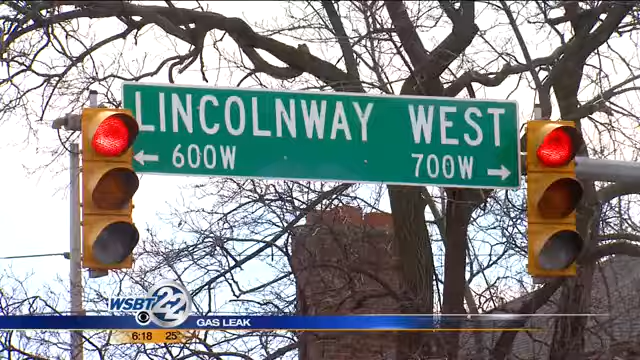 LINCOLNWAY WEST
← 600W 700W →
WSBT 22
GAS LEAK
6:18 25°